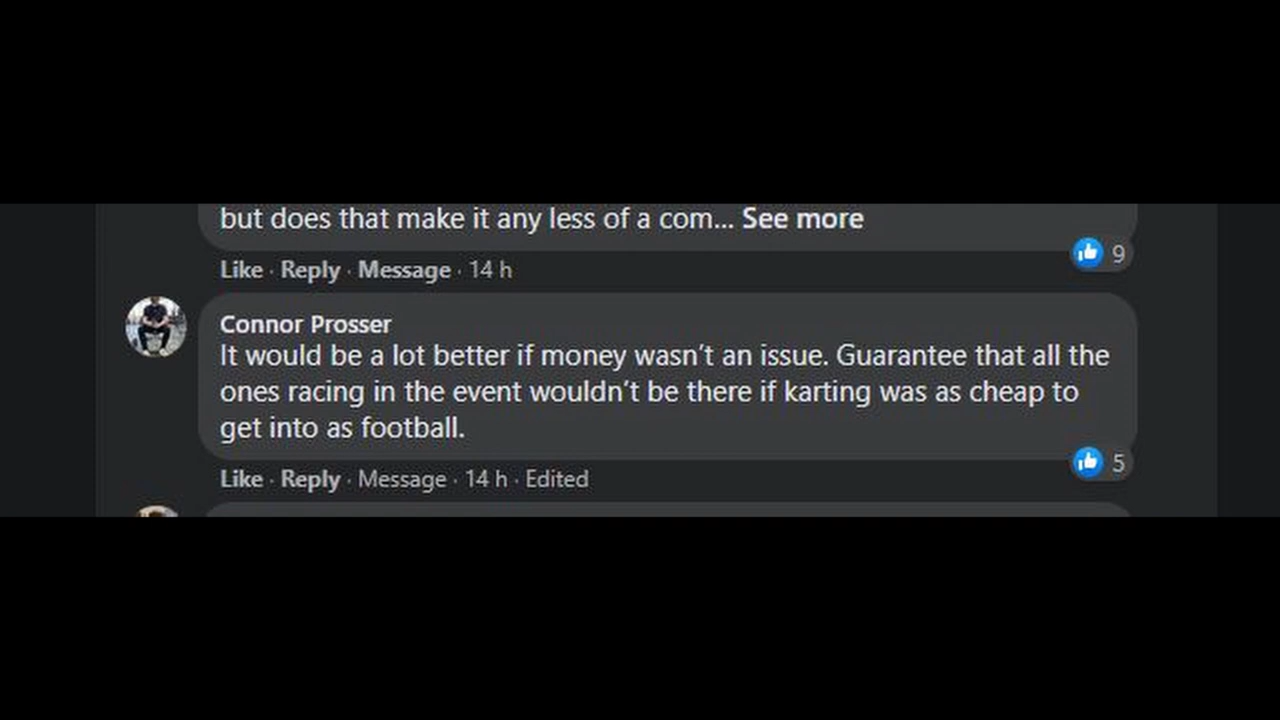 but does that make it any less of a com... See more
Like · Reply · Message · 14 h
9
Connor Prosser
It would be a lot better if money wasn’t an issue. Guarantee that all the
ones racing in the event wouldn’t be there if karting was as cheap to
get into as football.
Like · Reply · Message · 14 h · Edited
5